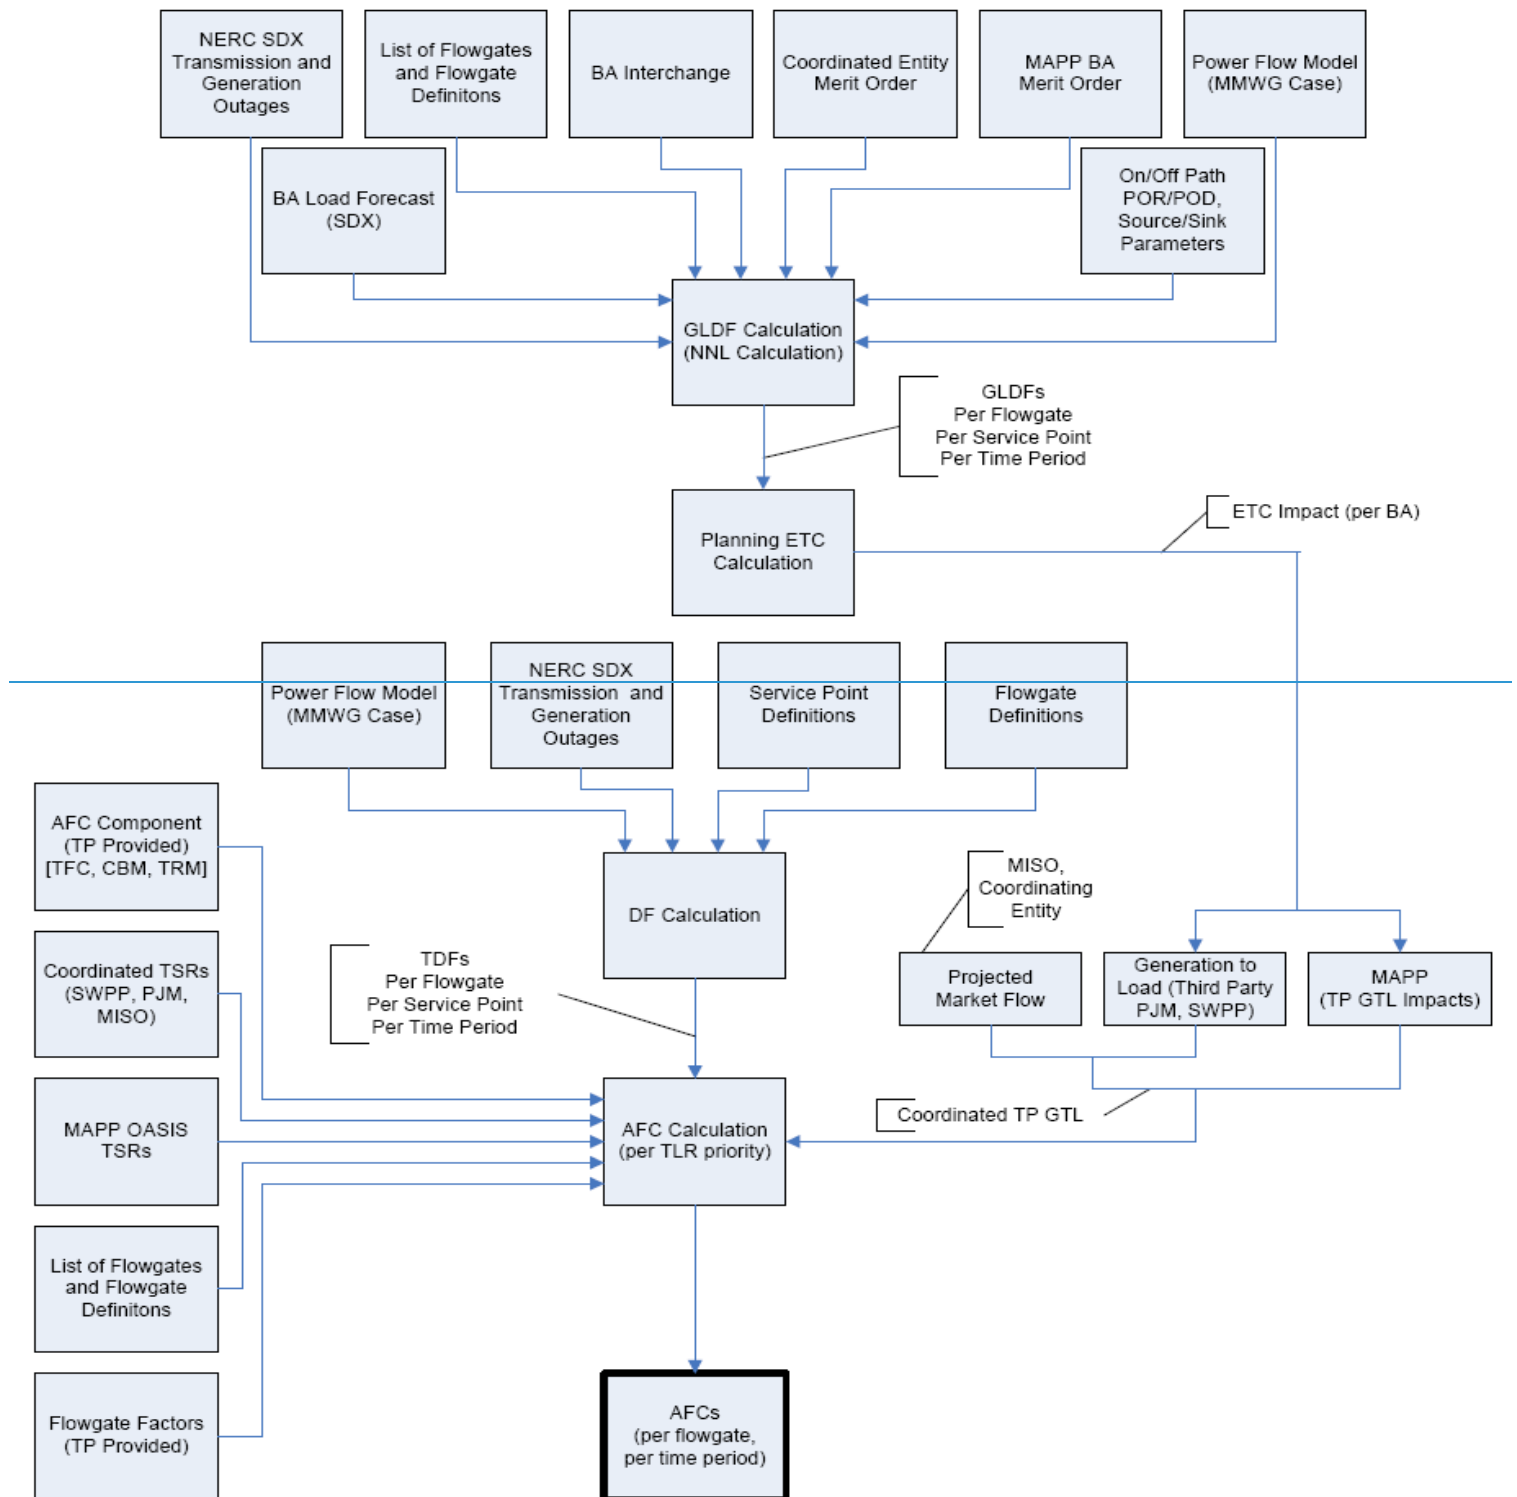 NERC SDX
Transmission and
Generation
Outages
List of Flowgates
and Flowgate
Definitons
BA Interchange
Coordinated Entity
Merit Order
MAPP BA
Merit Order
Power Flow Model
(MMWG Case)
BA Load Forecast
(SDX)
On/Off Path
POR/POD,
Source/Sink
Parameters
GLDF Calculation
(NNL Calculation)
GLDFs
Per Flowgate
Per Service Point
Per Time Period
Planning ETC
Calculation
ETC Impact (per BA)
Power Flow Model
(MMWG Case)
NERC SDX
Transmission and
Generation
Outages
Service Point
Definitions
Flowgate
Definitions
AFC Component
(TP Provided)
[TFC, CBM, TRM]
DF Calculation
MISO,
Coordinating
Entity
Coordinated TSRs
(SWPP, PJM,
MISO)
TDFs
Per Flowgate
Per Service Point
Per Time Period
Projected
Market Flow
Generation to
Load (Third Party
PJM, SWPP)
MAPP
(TP GTL Impacts)
MAPP OASIS
TSRs
AFC Calculation
(per TLR priority)
Coordinated TP GTL
List of Flowgates
and Flowgate
Definitons
Flowgate Factors
(TP Provided)
AFCs
(per flowgate,
per time period)